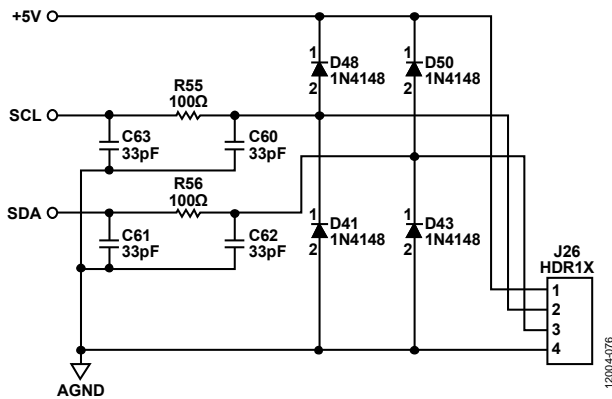 +5V
1 D48
1N4148
2
1 D50
1N4148
2
R55
100Ω
SCL
C63
33pF
C60
33pF
R56
100Ω
SDA
C61
33pF
C62
33pF
1 D41
1N4148
2
1 D43
1N4148
2
J26
HDR1X
1
2
3
4
AGND
12004-076